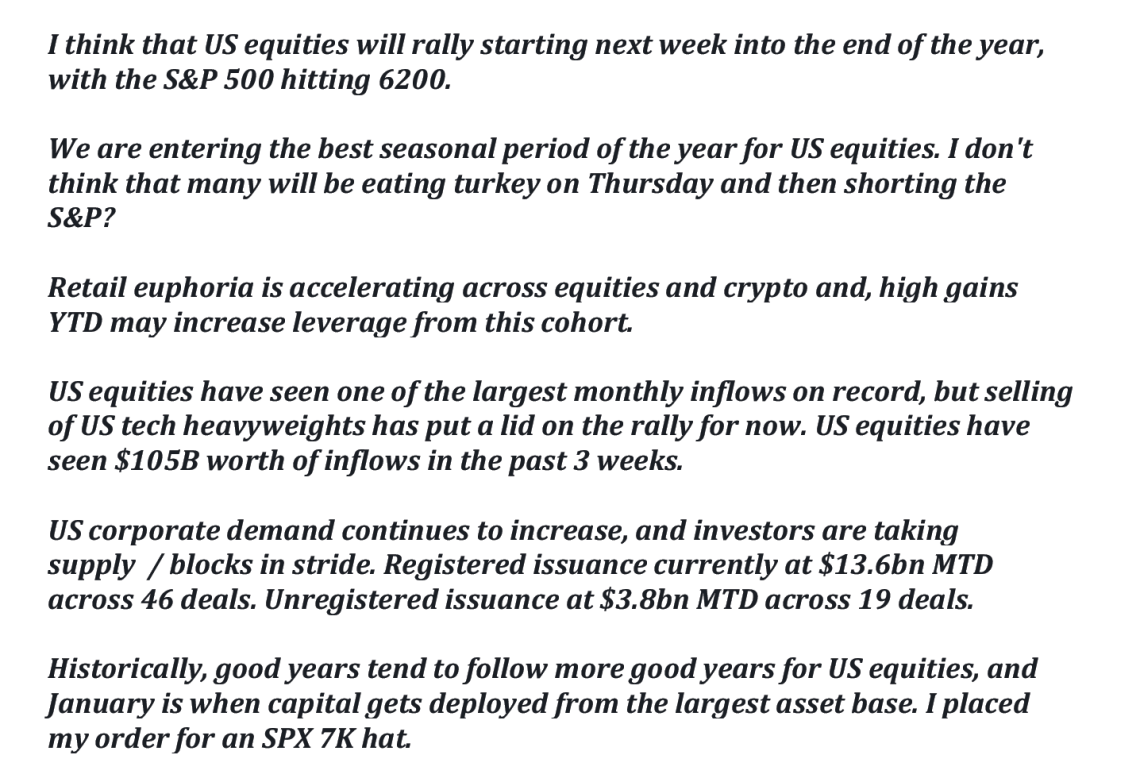 I think that US equities will rally starting next week into the end of the year,
with the S&P 500 hitting 6200.
We are entering the best seasonal period of the year for US equities. I don't
think that many will be eating turkey on Thursday and then shorting the
S&P?
Retail euphoria is accelerating across equities and crypto and, high gains
YTD may increase leverage from this cohort.
US equities have seen one of the largest monthly inflows on record, but selling
of US tech heavyweights has put a lid on the rally for now. US equities have
seen $105B worth of inflows in the past 3 weeks.
US corporate demand continues to increase, and investors are taking
supply  / blocks in stride. Registered issuance currently at $13.6bn MTD
across 46 deals. Unregistered issuance at $3.8bn MTD across 19 deals.
Historically, good years tend to follow more good years for US equities, and
January is when capital gets deployed from the largest asset base. I placed
my order for an SPX 7K hat.